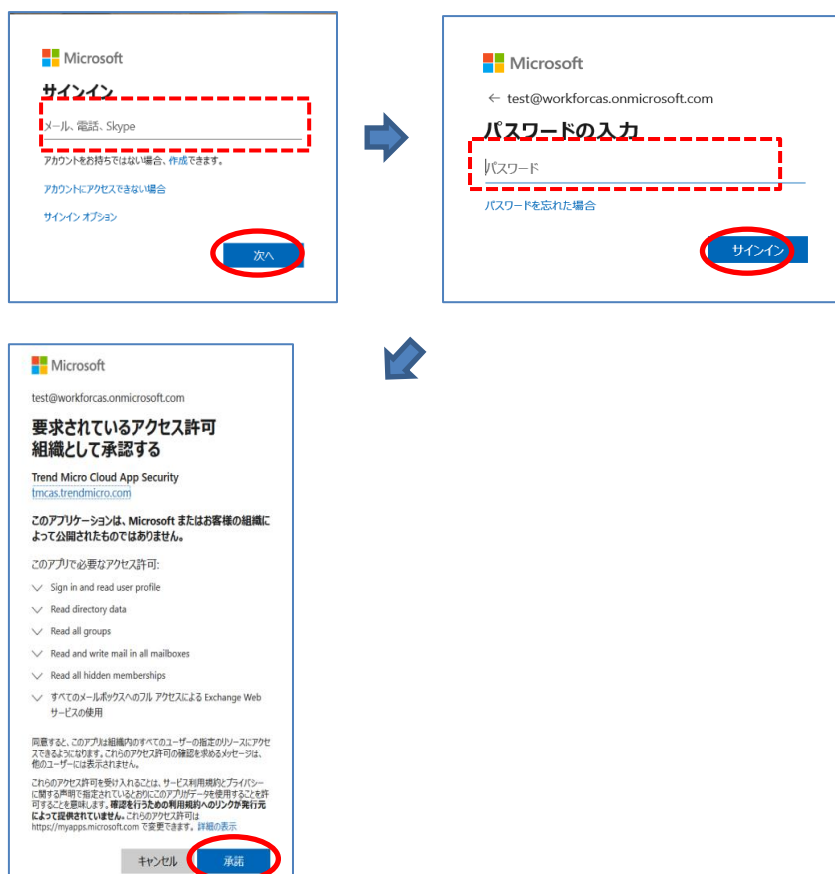 Microsoft
サインイン
メール、電話、Skype
アカウントをお持ちではない場合、作成できます。
アカウントにアクセスできない場合
サインイン オプション
次へ
Microsoft
← test@workforcas.onmicrosoft.com
パスワードの入力
パスワード
パスワードを忘れた場合
サインイン
Microsoft
test@workforcas.onmicrosoft.com
要求されているアクセス許可
組織として承認する
Trend Micro Cloud App Security
tmcas.trendmicro.com
このアプリケーションは、Microsoft またはお客様の組織に
よって公開されたものではありません。
このアプリで必要なアクセス許可:
Sign in and read user profile
Read directory data
Read all groups
Read and write mail in all mailboxes
Read all hidden memberships
すべてのメールボックスへのフル アクセスによる Exchange Web
サービスの使用
同意すると、このアプリは組織内のすべてのユーザーの指定のリソースにアクセ
スできるようになります。これらのアクセス許可の確認を求めるメッセージは、
他のユーザーには表示されません。
これらのアクセス許可を受け入れることは、サービス利用規約とプライバシー
に関する声明で指定されているとおりにこのアプリがデータを使用することを許
可することを意味します。確認を行うための利用規約へのリンクが発行元
によって提供されていません。これらのアクセス許可は
https://myapps.microsoft.com で変更できます。詳細の表示
キャンセル
承諾